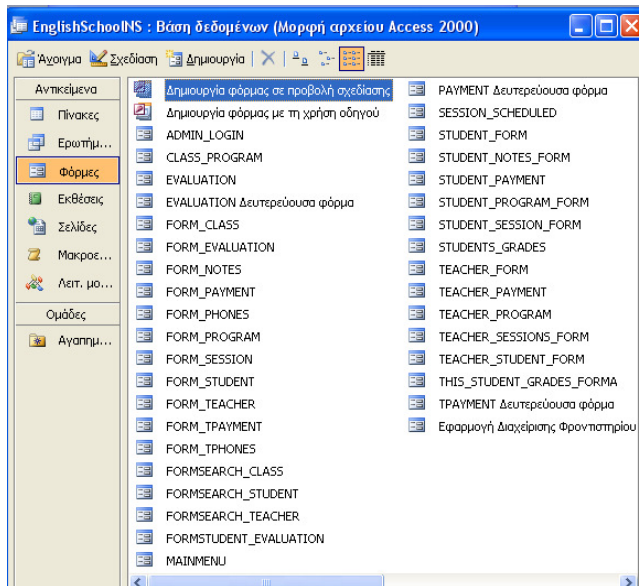 EnglishSchoolNS : Βάση δεδομένων (Μορφή αρχείου Access 2000)
Άνοιγμα Σχεδίαση Δημιουργία
Αντικείμενα
Πίνακες
Ερωτήμ...
Φόρμες
Εκθέσεις
Σελίδες
Μακροε...
Λειτ. μο...
Ομάδες
Αγαπημ...
Δημιουργία φόρμας σε προβολή σχεδίασης
Δημιουργία φόρμας με τη χρήση οδηγού
ADMIN_LOGIN
CLASS_PROGRAM
EVALUATION
EVALUATION Δευτερεύουσα φόρμα
FORM_CLASS
FORM_EVALUATION
FORM_NOTES
FORM_PAYMENT
FORM_PHONES
FORM_PROGRAM
FORM_SESSION
FORM_STUDENT
FORM_TEACHER
FORM_TPAYMENT
FORM_TPHONES
FORMSEARCH_CLASS
FORMSEARCH_STUDENT
FORMSEARCH_TEACHER
FORMSTUDENT_EVALUATION
MAINMENU
PAYMENT Δευτερεύουσα φόρμα
SESSION_SCHEDULED
STUDENT_FORM
STUDENT_NOTES_FORM
STUDENT_PAYMENT
STUDENT_PROGRAM_FORM
STUDENT_SESSION_FORM
STUDENTS_GRADES
TEACHER_FORM
TEACHER_PAYMENT
TEACHER_PROGRAM
TEACHER_SESSIONS_FORM
TEACHER_STUDENT_FORM
THIS_STUDENT_GRADES_FORMA
TPAYMENT Δευτερεύουσα φόρμα
Εφαρμογή Διαχείρισης Φροντιστηρίου